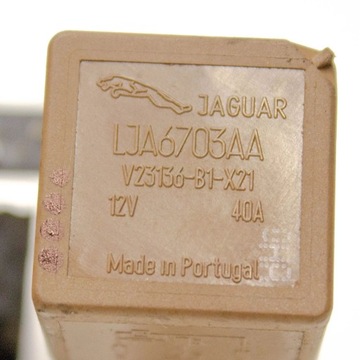 JAGUAR
LJA6703AA
V23136-B1-X21
12V 40A
Made in Portugal